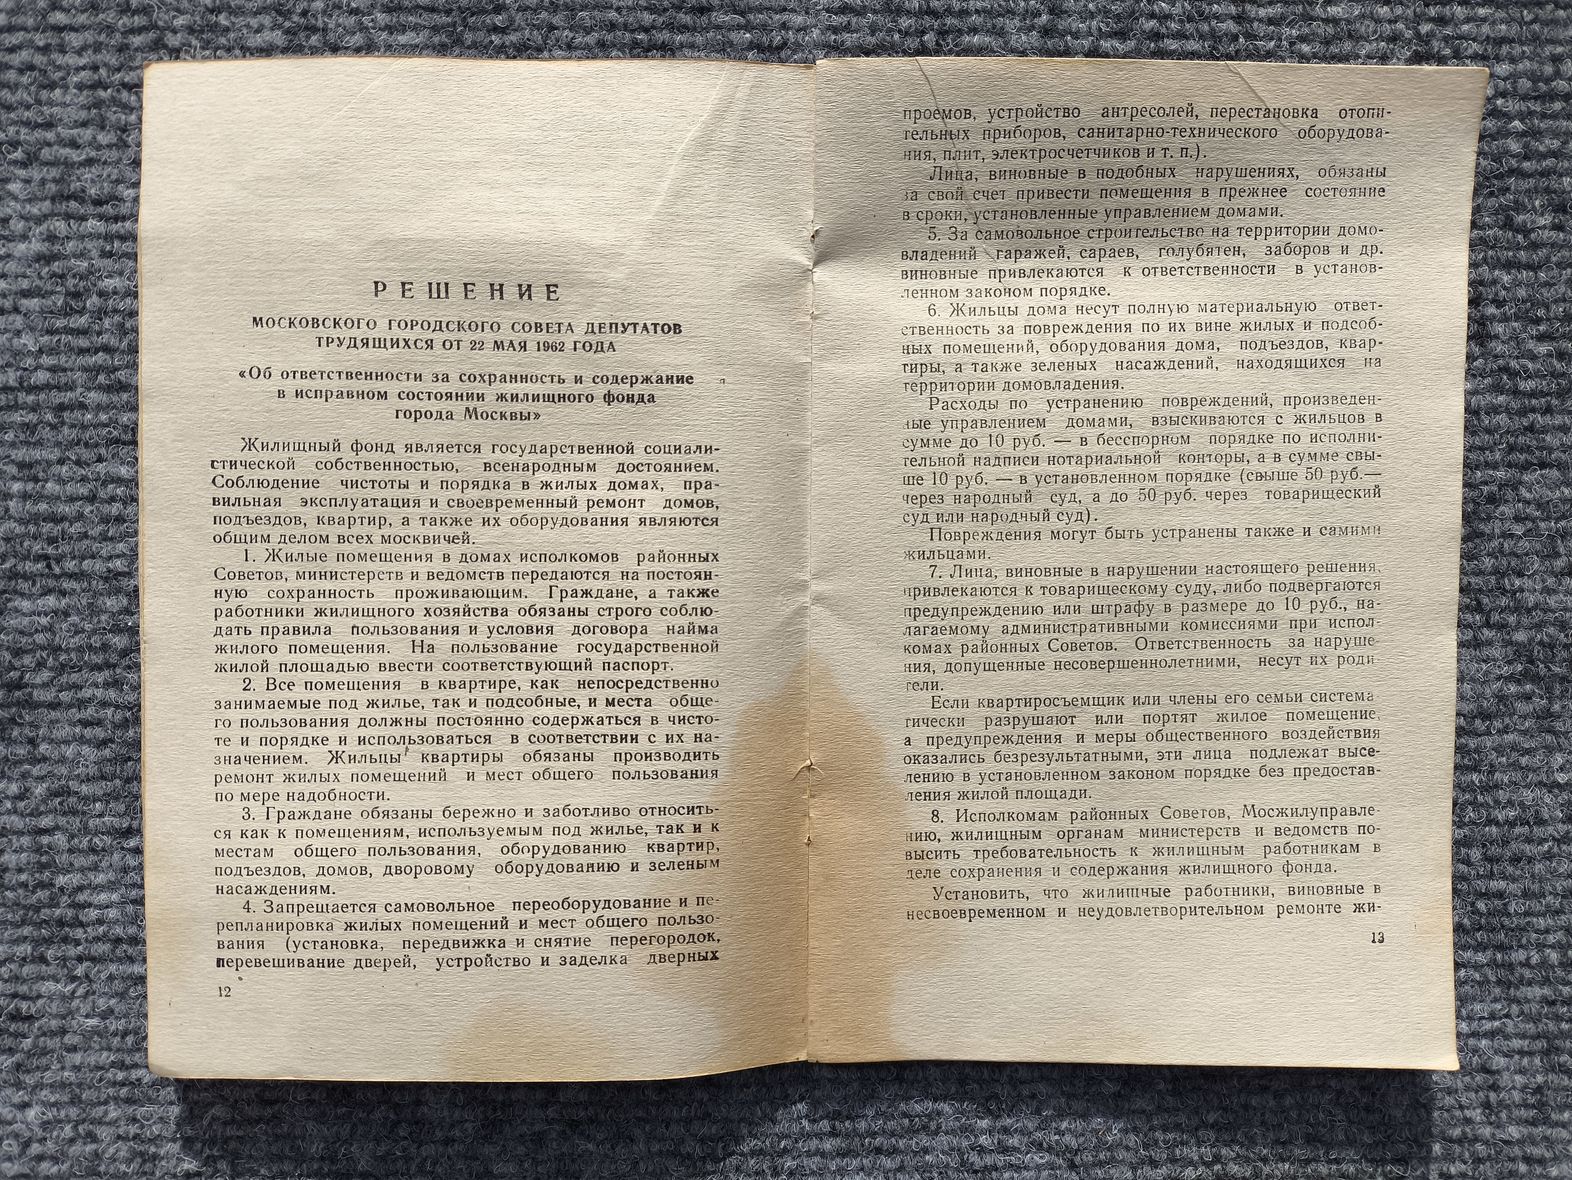 РЕШЕНИЕ
МОСКОВСКОГО ГОРОДСКОГО СОВЕТА ДЕПУТАТОВ
ТРУДЯЩИХСЯ ОТ 22 МАЯ 1962 ГОДА
«Об ответственности за сохранность и содержание
в исправном состоянии жилищного фонда
города Москвы»
Жилищный фонд является государственной социали-
стической собственностью, всенародным достоянием.
Соблюдение чистоты и порядка в жилых домах, пра-
вильная эксплуатация и своевременный ремонт домов,
подъездов, квартир, а также их оборудования являются
общим делом всех москвичей.
1. Жилые помещения в домах исполкомов районных
Советов, министерств и ведомств передаются на постоян-
ную сохранность проживающим. Граждане, а также
работники жилищного хозяйства обязаны строго соблю-
дать правила пользования и условия договора найма
жилого помещения. На пользование государственной
жилой площадью ввести соответствующий паспорт.
2. Все помещения в квартире, как непосредственно
занимаемые под жилье, так и подсобные, и места обще-
го пользования должны постоянно содержаться в чисто-
те и порядке и использоваться в соответствии с их на-
значением. Жильцы квартиры обязаны производить
ремонт жилых помещений и мест общего пользования
по мере надобности.
3. Граждане обязаны бережно и заботливо относить-
ся как к помещениям, используемым под жилье, так и к
местам общего пользования, оборудованию квартир,
подъездов, домов, дворовому оборудованию и зеленым
насаждениям.
4. Запрещается самовольное переоборудование и пе-
репланировка жилых помещений и мест общего пользо-
вания (установка, передвижка и снятие перегородок,
перевешивание дверей, устройство и заделка дверных
12
проемов, устройство антресолей, перестановка отопи-
тельных приборов, санитарно-технического оборудова-
ния, плит, электросчетчиков и т. п.).
Лица, виновные в подобных нарушениях, обязаны
за свой счет привести помещения в прежнее состояние
в сроки, установленные управлением домами.
5. За самовольное строительство на территории домо-
владений гаражей, сараев, голубятен, заборов и др.
виновные привлекаются к ответственности в установ-
ленном законом порядке.
6. Жильцы дома несут полную материальную ответ-
ственность за повреждения по их вине жилых и подсоб-
ных помещений, оборудования дома, подъездов, квар-
тиры, а также зеленых насаждений, находящихся на
территории домовладения.
Расходы по устранению повреждений, произведен-
ные управлением домами, взыскиваются с жильцов в
сумме до 10 руб. — в бесспорном порядке по исполни-
тельной надписи нотариальной конторы, а в сумме свы-
ше 10 руб. — в установленном порядке (свыше 50 руб.—
через народный суд, а до 50 руб. через товарищеский
суд или народный суд).
Повреждения могут быть устранены также и самими
жильцами.
7. Лица, виновные в нарушении настоящего решения,
привлекаются к товарищескому суду, либо подвергаются
предупреждению или штрафу в размере до 10 руб., на-
лагаемому административными комиссиями при испол-
комах районных Советов. Ответственность за наруше-
ния, допущенные несовершеннолетними, несут их роди-
тели.
Если квартиросъемщик или члены его семьи система-
тически разрушают или портят жилое помещение,
а предупреждения и меры общественного воздействия
оказались безрезультатными, эти лица подлежат высе-
лению в установленном законом порядке без предостав-
ления жилой площади.
8. Исполкомам районных Советов, Мосжилуправле-
нию, жилищным органам министерств и ведомств по-
высить требовательность к жилищным работникам в
деле сохранения и содержания жилищного фонда.
Установить, что жилищные работники, виновные в
несвоевременном и неудовлетворительном ремонте жи-
13